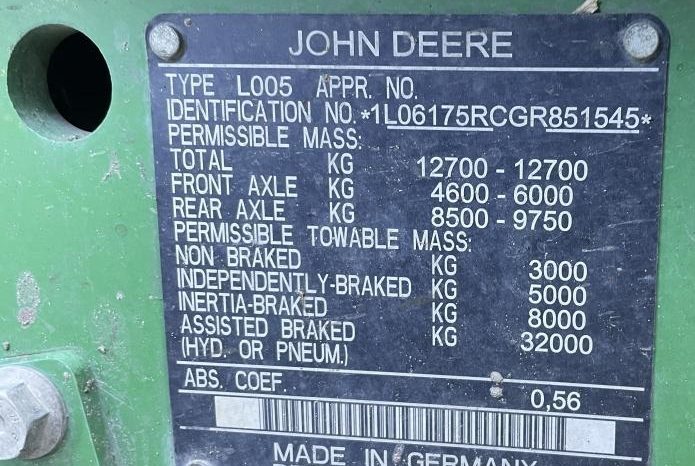 JOHN DEERE
TYPE L005 APPR. NO.
IDENTIFICATION NO. *1L06175RCGR851545*
PERMISSIBLE MASS:
TOTAL KG 12700 - 12700
FRONT AXLE KG 4600 - 6000
REAR AXLE KG 8500 - 9750
PERMISSIBLE TOWABLE MASS:
NON BRAKED KG 3000
INDEPENDENTLY-BRAKED KG 5000
INERTIA-BRAKED KG 8000
ASSISTED BRAKED KG 32000
(HYD. OR PNEUM.)
ABS. COEF. 0,56
MADE IN GERMANY